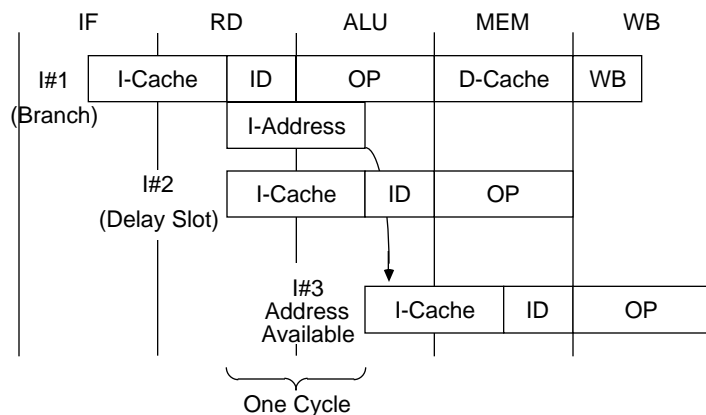 IF RD ALU MEM WB
I#1 I-Cache ID OP D-Cache WB
(Branch)
I-Address
I#2 I-Cache ID OP
(Delay Slot)
I#3 I-Cache ID OP
Address
Available
One Cycle